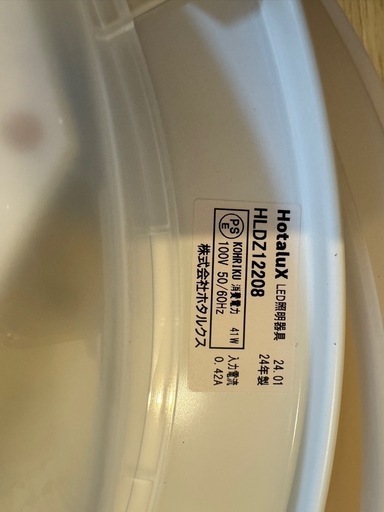 HotaluX LED照明器具 24.01
HLDZ12208 24年製
PS
E
KOHRIKU 消費電力 41W 入力電流
100V 50/60Hz 0.42A
株式会社ホタルクス